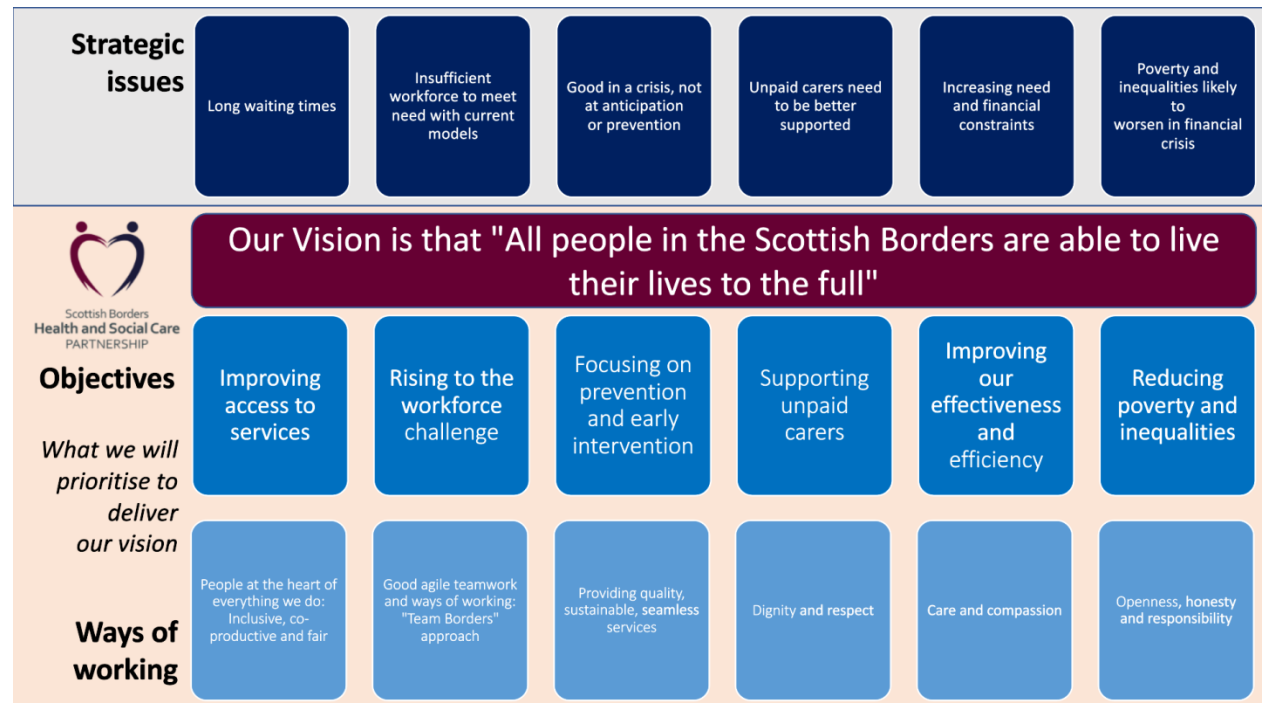 Strategic
issues
Long waiting times
Insufficient
workforce to meet
need with current
models
Good in a crisis, not
at anticipation
or prevention
Unpaid carers need
to be better
supported
Increasing need
and financial
constraints
Poverty and
inequalities likely
to
worsen in financial
crisis
Scottish Borders
Health and Social Care
PARTNERSHIP
Our Vision is that "All people in the Scottish Borders are able to live
their lives to the full"
Objectives
What we will
prioritise to
deliver
our vision
Improving
access to
services
Rising to the
workforce
challenge
Focusing on
prevention
and early
intervention
Supporting
unpaid
carers
Improving
our
effectiveness
and
efficiency
Reducing
poverty and
inequalities
Ways of
working
People at the heart of
everything we do:
Inclusive, co-
productive and fair
Good agile teamwork
and ways of working:
"Team Borders"
approach
Providing quality,
sustainable, seamless
services
Dignity and respect
Care and compassion
Openness, honesty
and responsibility